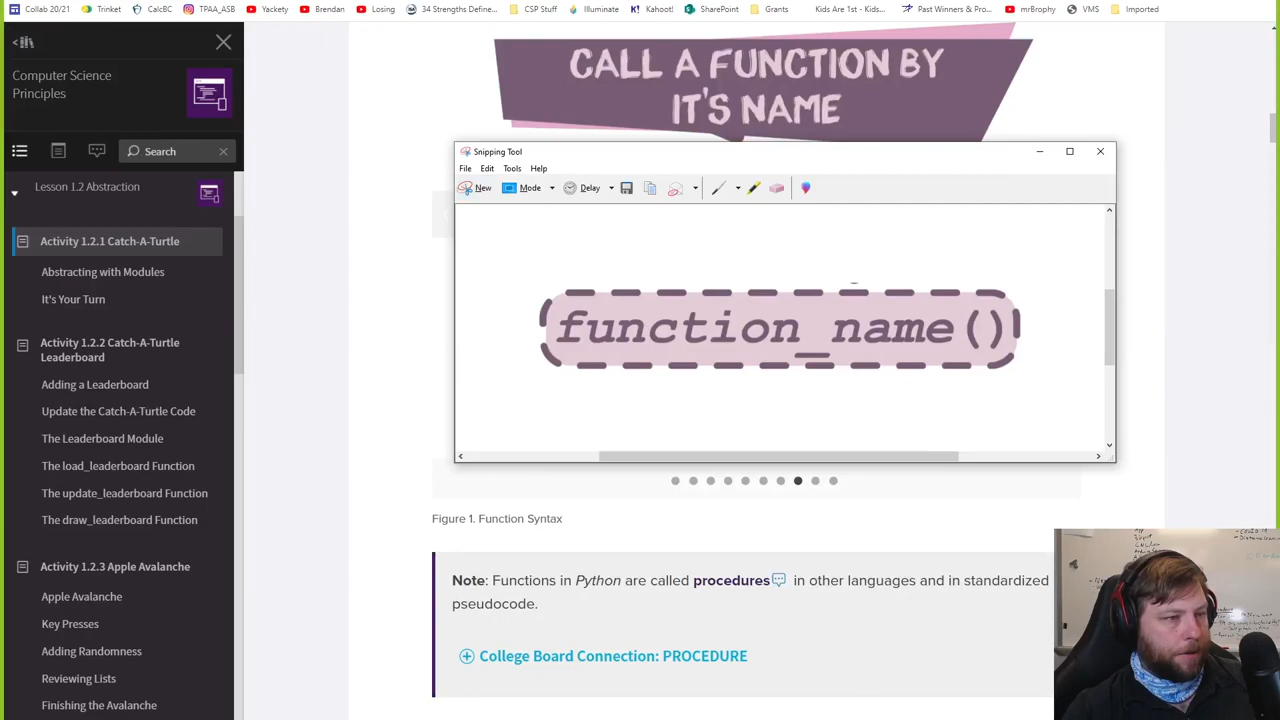 Collab 20/21 Trinket CalcBC TPAA_ASB Yackety Brendan Losing 34 Strengths Define... CSP Stuff Illuminate Kahoot! SharePoint Grants Kids Are 1st - Kids... Past Winners & Pro... mrBrophy VMS Imported
Computer Science
Principles
Search
Lesson 1.2 Abstraction
Activity 1.2.1 Catch-A-Turtle
Abstracting with Modules
It's Your Turn
Activity 1.2.2 Catch-A-Turtle
Leaderboard
Adding a Leaderboard
Update the Catch-A-Turtle Code
The Leaderboard Module
The load_leaderboard Function
The update_leaderboard Function
The draw_leaderboard Function
Activity 1.2.3 Apple Avalanche
Apple Avalanche
Key Presses
Adding Randomness
Reviewing Lists
Finishing the Avalanche
CALL A FUNCTION BY
IT'S NAME
Snipping Tool
File Edit Tools Help
New Mode Delay
function_name()
Figure 1. Function Syntax
Note: Functions in Python are called procedures in other languages and in standardized
pseudocode.
College Board Connection: PROCEDURE